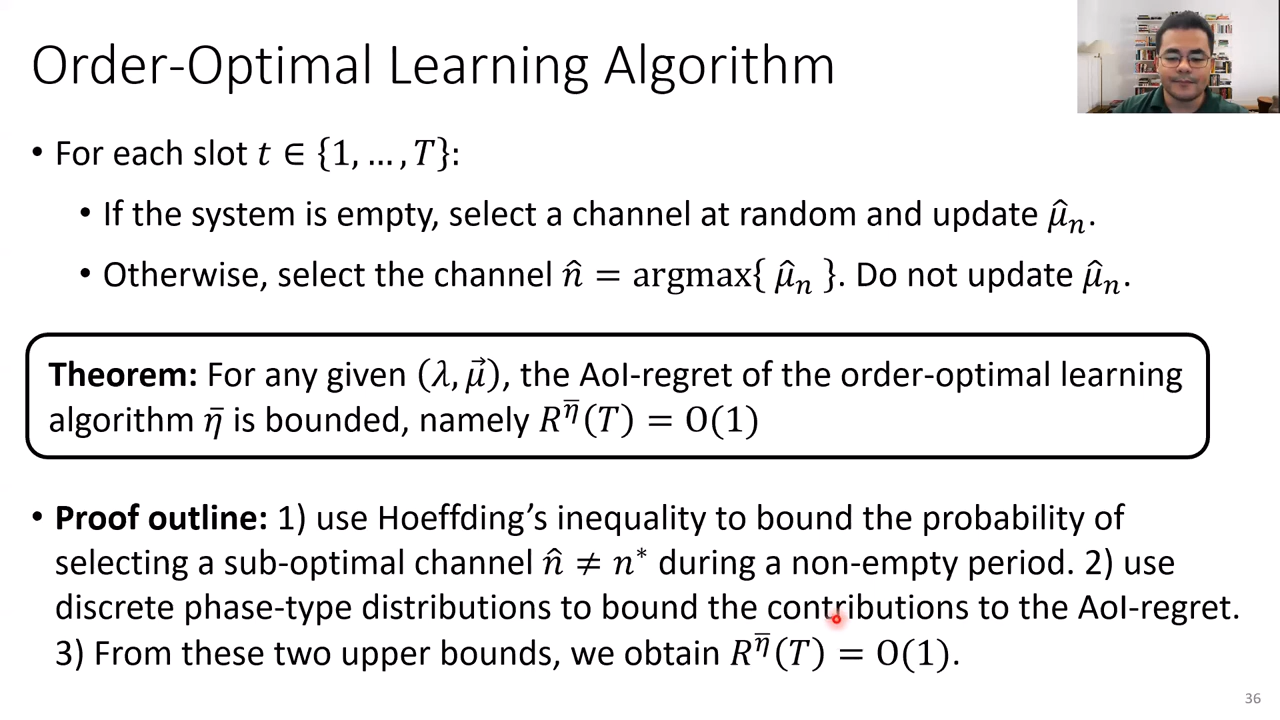 Order-Optimal Learning Algorithm
• For each slot t ∈ {1, … , T}:
• If the system is empty, select a channel at random and update μ̂ₙ.
• Otherwise, select the channel n̂ = argmax{ μ̂ₙ }. Do not update μ̂ₙ.
Theorem: For any given (λ, μ⃗), the AoI-regret of the order-optimal learning
algorithm η̅ is bounded, namely R^η̅(T) = O(1)
• Proof outline: 1) use Hoeffding’s inequality to bound the probability of
selecting a sub-optimal channel n̂ ≠ n* during a non-empty period. 2) use
discrete phase-type distributions to bound the contributions to the AoI-regret.
3) From these two upper bounds, we obtain R^η̅(T) = O(1).
36